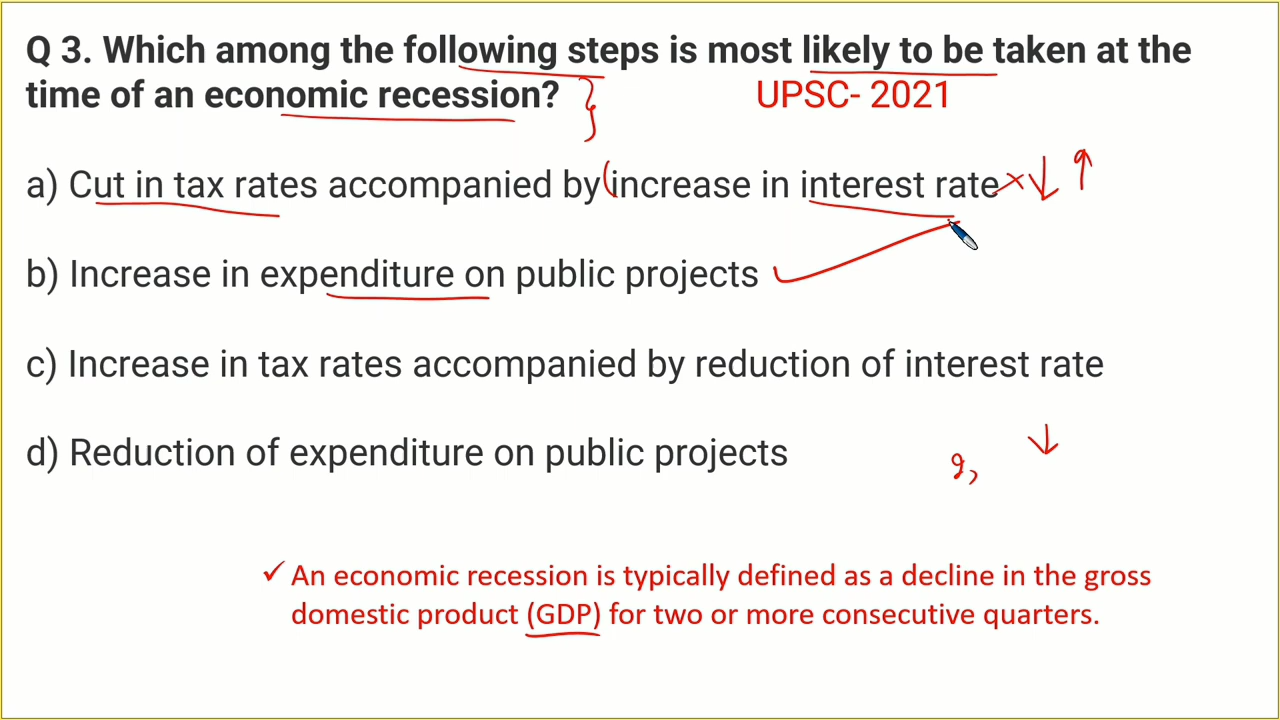 Q 3. Which among the following steps is most likely to be taken at the
time of an economic recession?
UPSC- 2021
a) Cut in tax rates accompanied by increase in interest rate
b) Increase in expenditure on public projects
c) Increase in tax rates accompanied by reduction of interest rate
d) Reduction of expenditure on public projects
An economic recession is typically defined as a decline in the gross
domestic product (GDP) for two or more consecutive quarters.